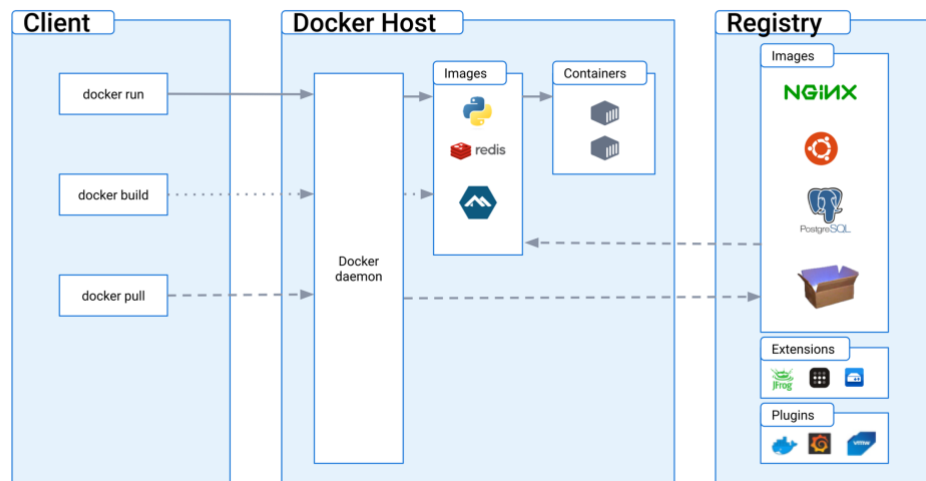 Client
docker run
docker build
docker pull
Docker Host
Docker
daemon
Images
redis
Containers
Registry
Images
NGINX
PostgreSQL
Extensions
JFrog
Plugins
vmw